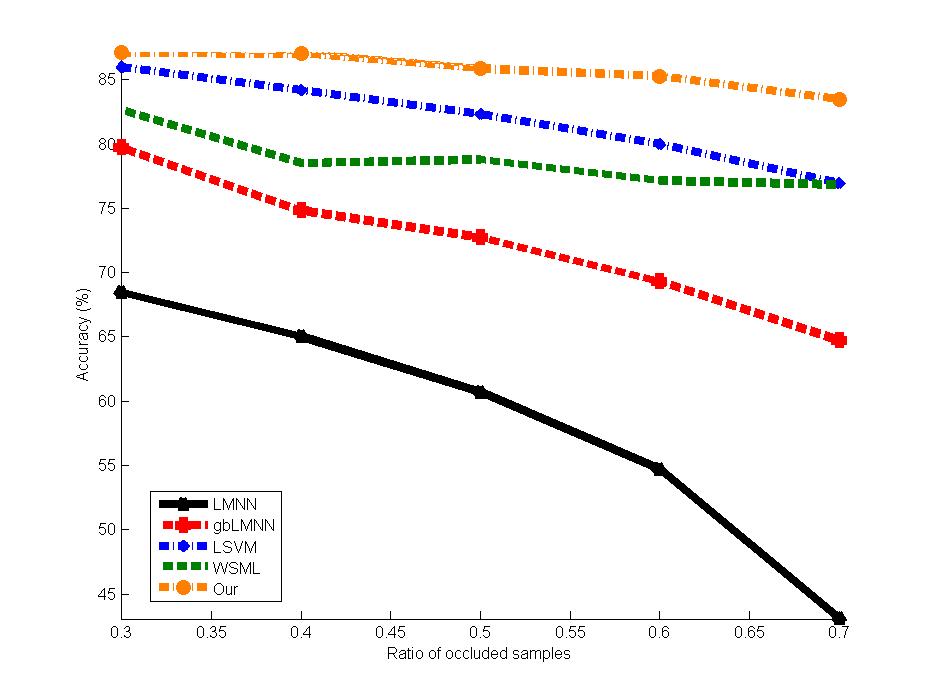 85
80
75
70
65
60
55
50
45
Accuracy (%)
LMNN
gbLMNN
LSVM
WSML
Our
0.3 0.35 0.4 0.45 0.5 0.55 0.6 0.65 0.7
Ratio of occluded samples